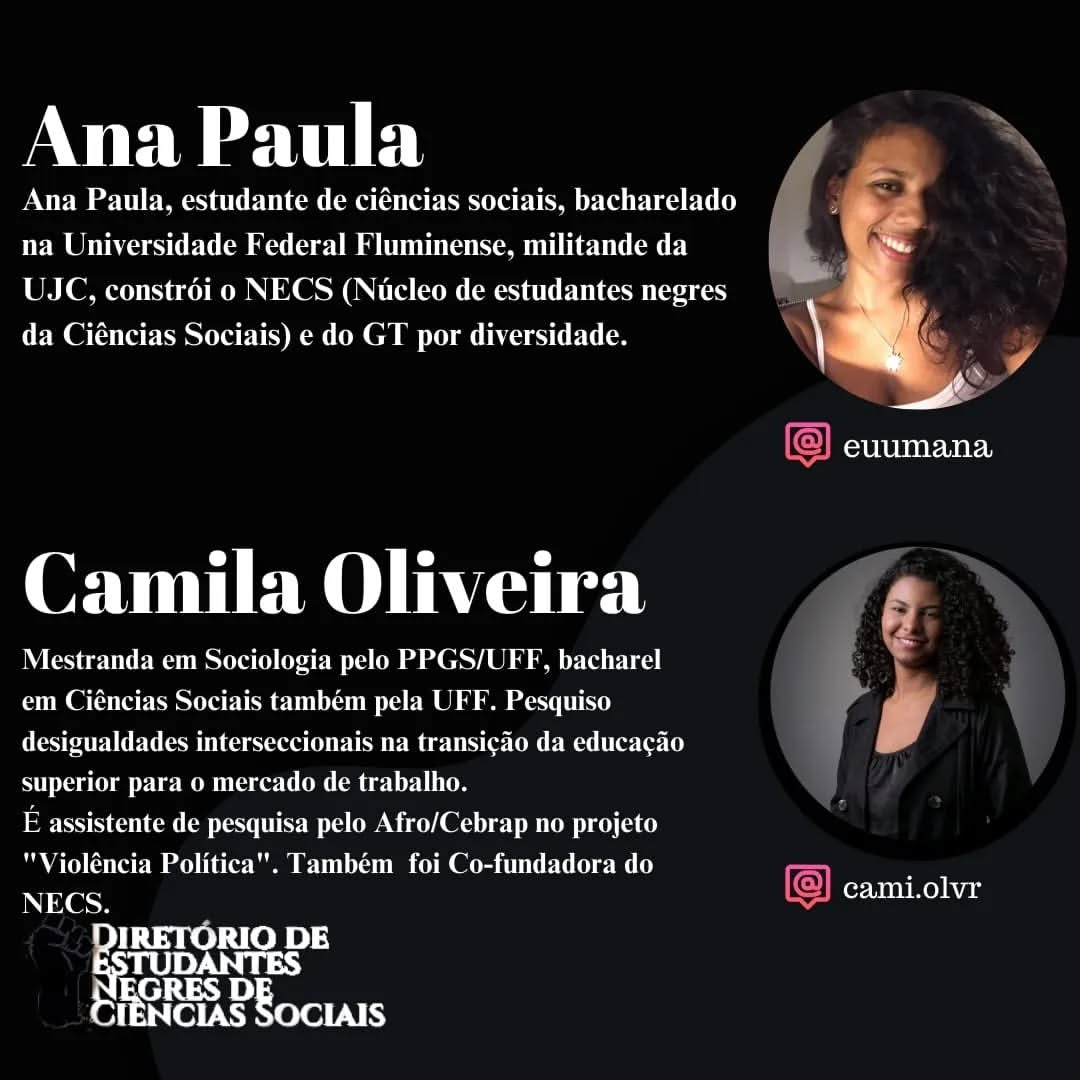 Ana Paula
Ana Paula, estudante de ciências sociais, bacharelado
na Universidade Federal Fluminense, militande da
UJC, constrói o NECS (Núcleo de estudantes negres
da Ciências Sociais) e do GT por diversidade.
@ euumana
Camila Oliveira
Mestranda em Sociologia pelo PPGS/UFF, bacharel
em Ciências Sociais também pela UFF. Pesquiso
desigualdades interseccionais na transição da educação
superior para o mercado de trabalho.
É assistente de pesquisa pelo Afro/Cebrap no projeto
"Violência Política". Também  foi Co-fundadora do
NECS.
@ cami.olvr
DIRETÓRIO DE
ESTUDANTES
NEGRES DE
CIÊNCIAS SOCIAIS